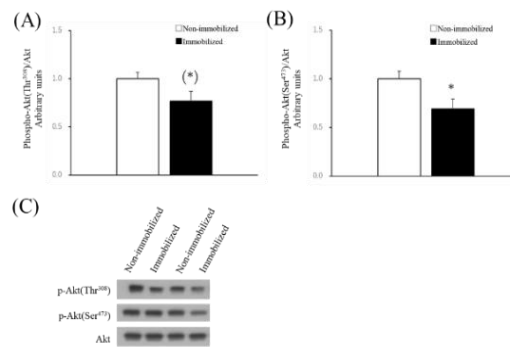 (A)
Phospho-Akt(Thr308)/Akt
Arbitrary units
1.5
1.0
0.5
0.0
Non-immobilized
Immobilized
(*)
(B)
Phospho-Akt(Ser473)/Akt
Arbitrary units
1.5
1.0
0.5
0.0
Non-immobilized
Immobilized
*
(C)
Non-immobilized
Immobilized
Non-immobilized
Immobilized
p-Akt(Thr308)
p-Akt(Ser473)
Akt